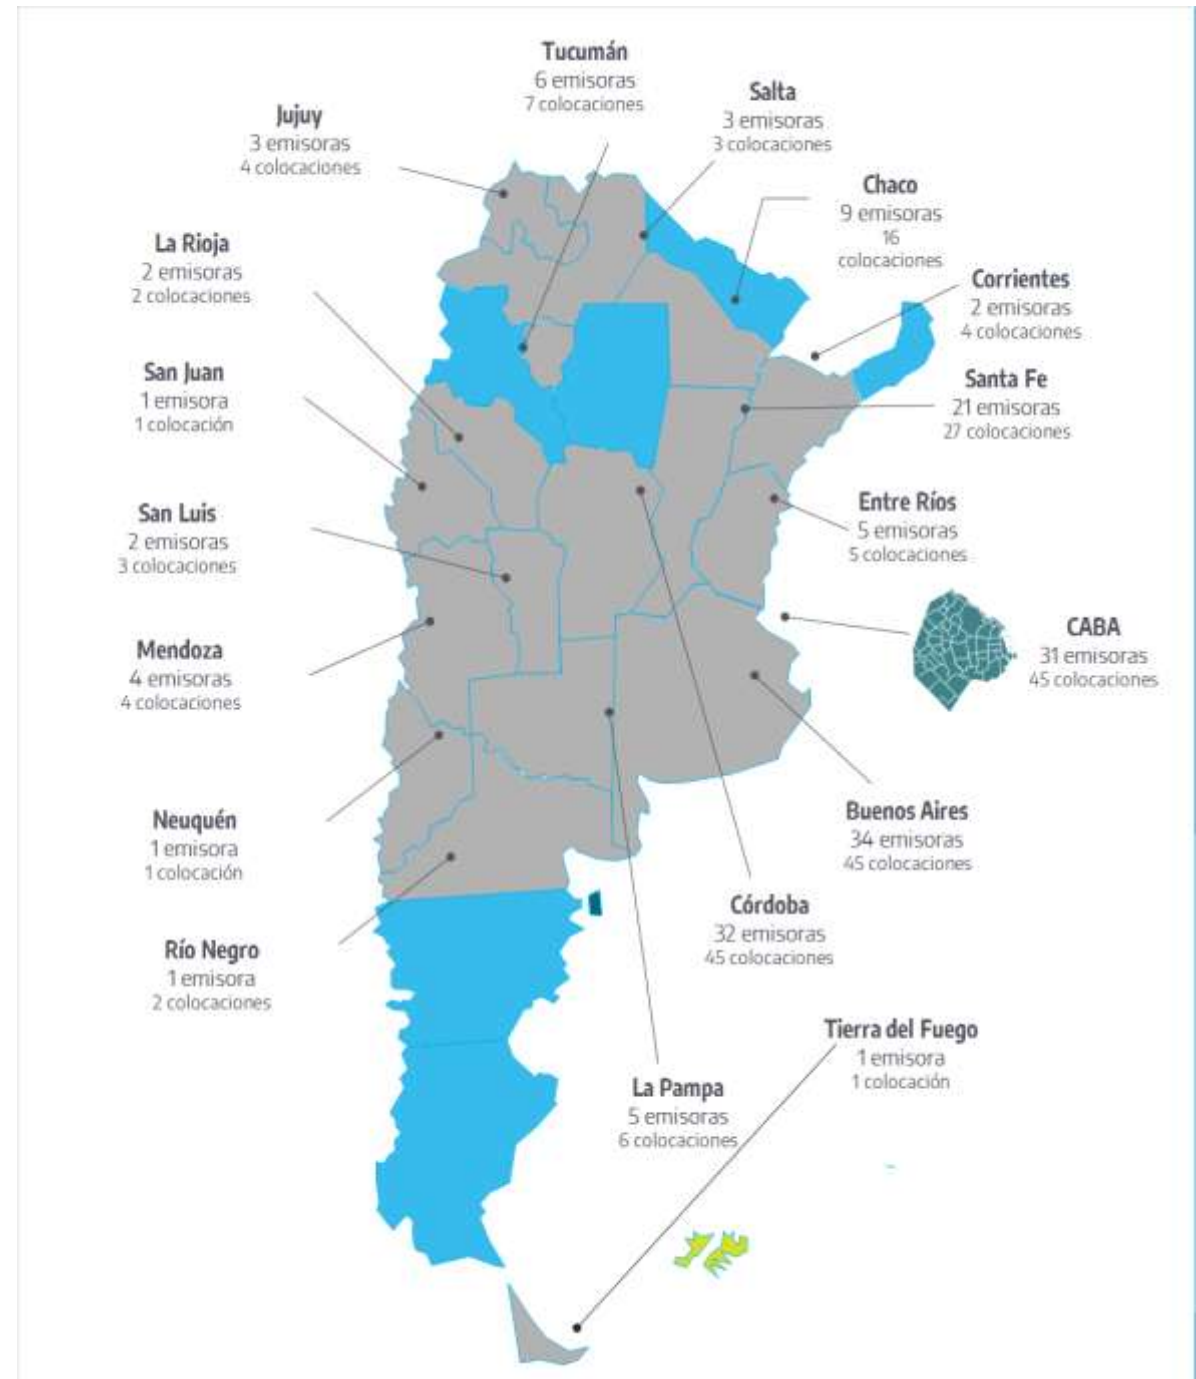 Tucumán
6 emisoras
7 colocaciones
Salta
3 emisoras
3 colocaciones
Jujuy
3 emisoras
4 colocaciones
Chaco
9 emisoras
16
colocaciones
La Rioja
2 emisoras
2 colocaciones
Corrientes
2 emisoras
4 colocaciones
San Juan
1 emisora
1 colocación
Santa Fe
21 emisoras
27 colocaciones
San Luis
2 emisoras
3 colocaciones
Entre Ríos
5 emisoras
5 colocaciones
CABA
31 emisoras
45 colocaciones
Mendoza
4 emisoras
4 colocaciones
Neuquén
1 emisora
1 colocación
Buenos Aires
34 emisoras
45 colocaciones
Córdoba
32 emisoras
45 colocaciones
Río Negro
1 emisora
2 colocaciones
Tierra del Fuego
1 emisora
1 colocación
La Pampa
5 emisoras
6 colocaciones